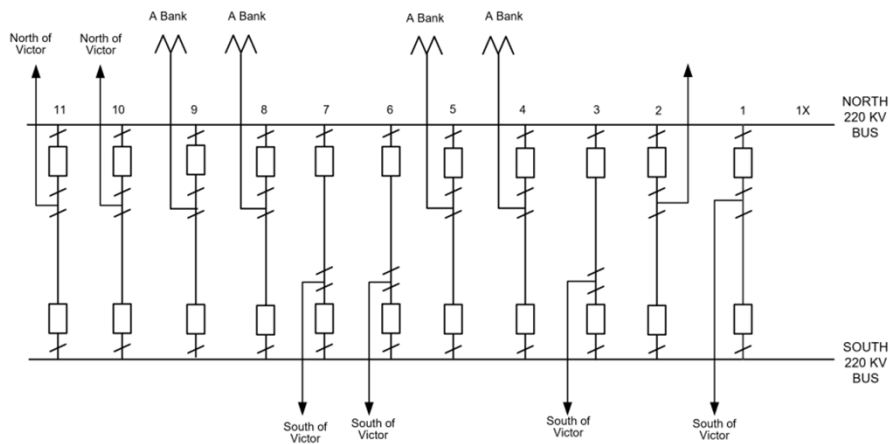 A Bank
A Bank
A Bank
A Bank
North of
Victor
North of
Victor
11
10
9
8
7
6
5
4
3
2
1
1X
NORTH
220 KV
BUS
SOUTH
220 KV
BUS
South of
Victor
South of
Victor
South of
Victor
South of
Victor